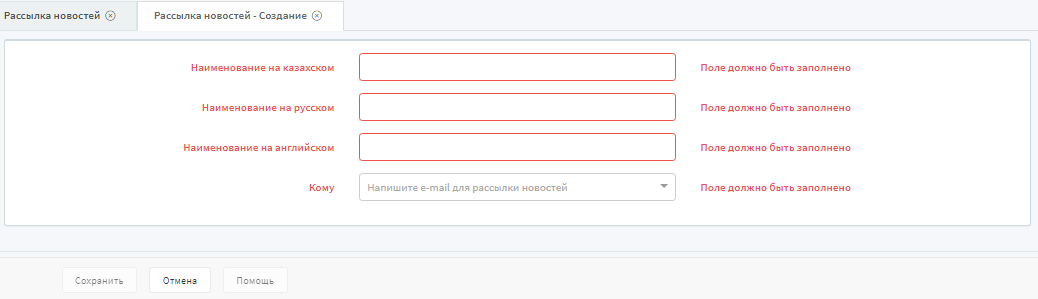 Рассылка новостей Рассылка новостей - Создание
Наименование на казахском Поле должно быть заполнено
Наименование на русском Поле должно быть заполнено
Наименование на английском Поле должно быть заполнено
Кому Напишите e-mail для рассылки новостей Поле должно быть заполнено
Сохранить Отмена Помощь